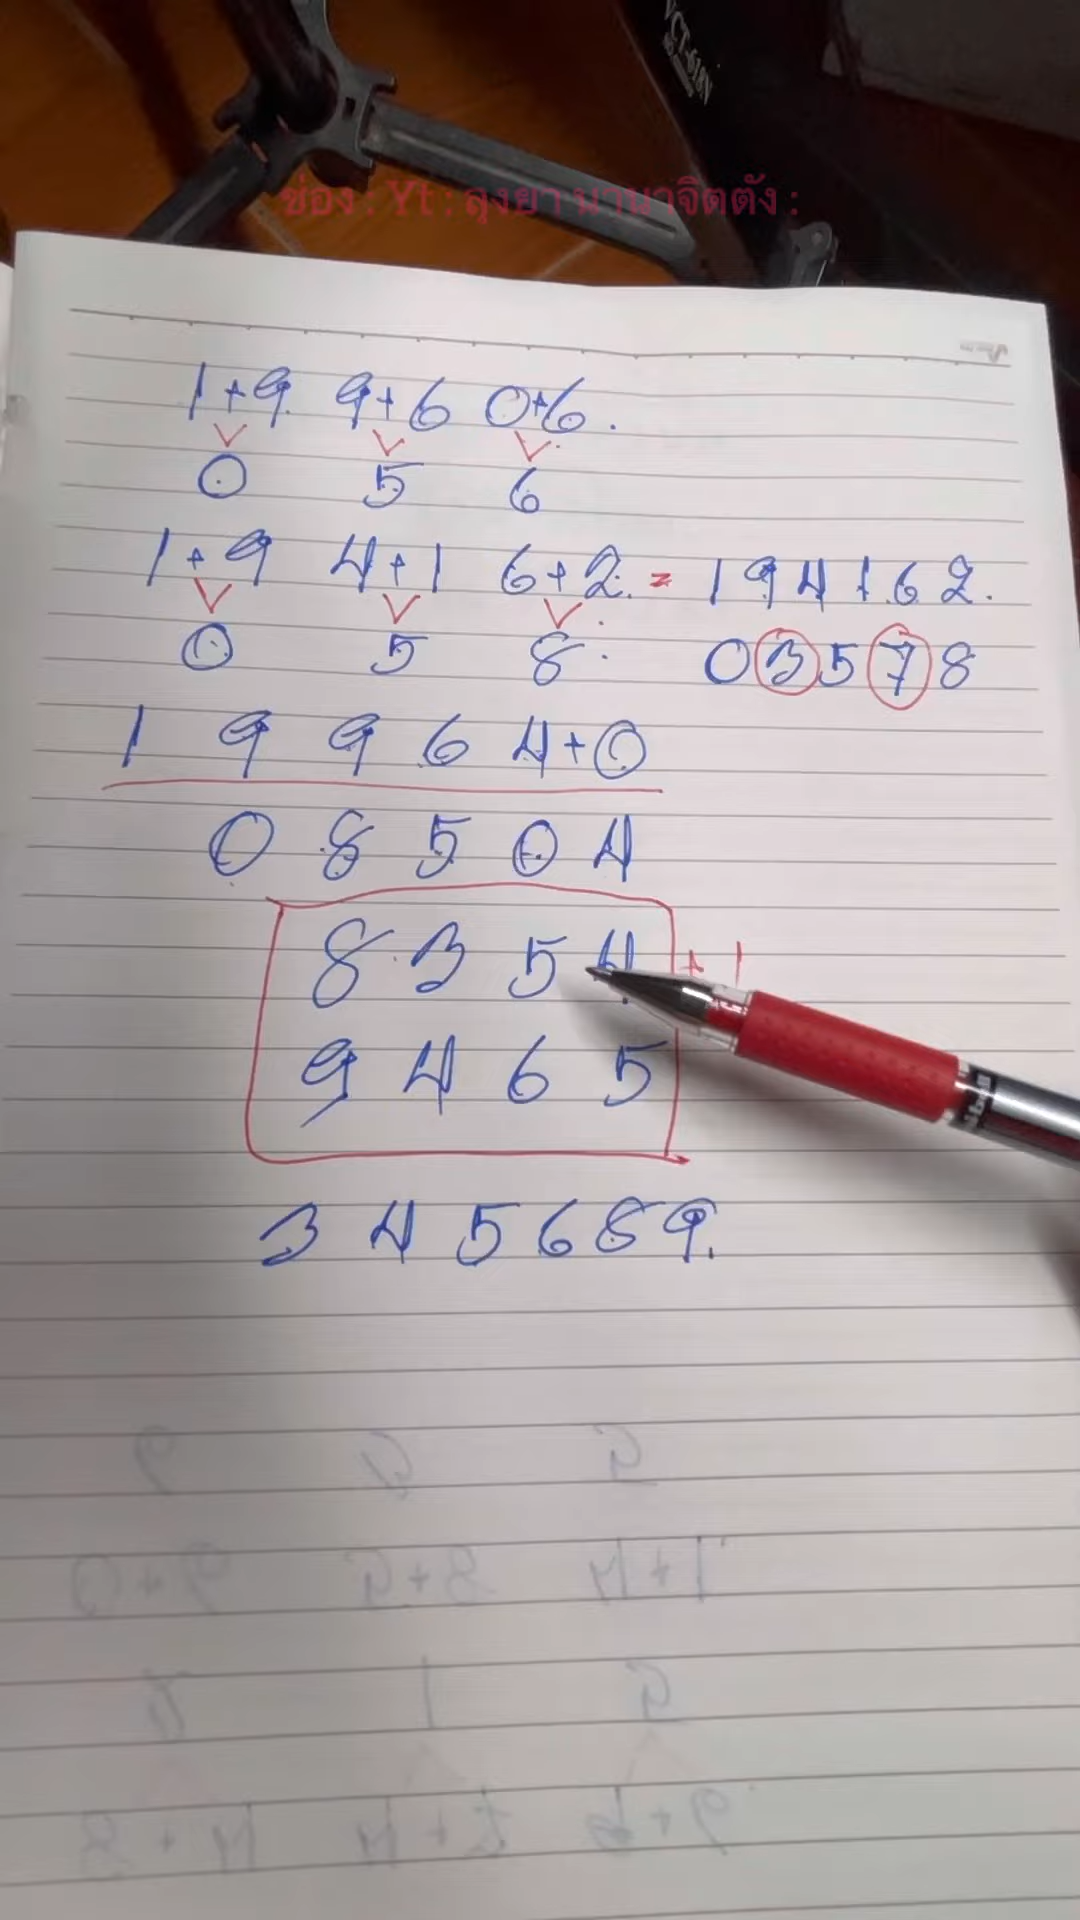 VCT-618N
ช่อง : Yt : ลุงยา มานาจิตตัง :
1+9 9+6 0+6.
0 5 6
1+9 4+1 6+2. = 194162.
0 5 8. 03578
1 9 9 6 4+0
0 8 5 0 4
8 3 5 4 +1
9 4 6 5
3 4 5 6 8 9.